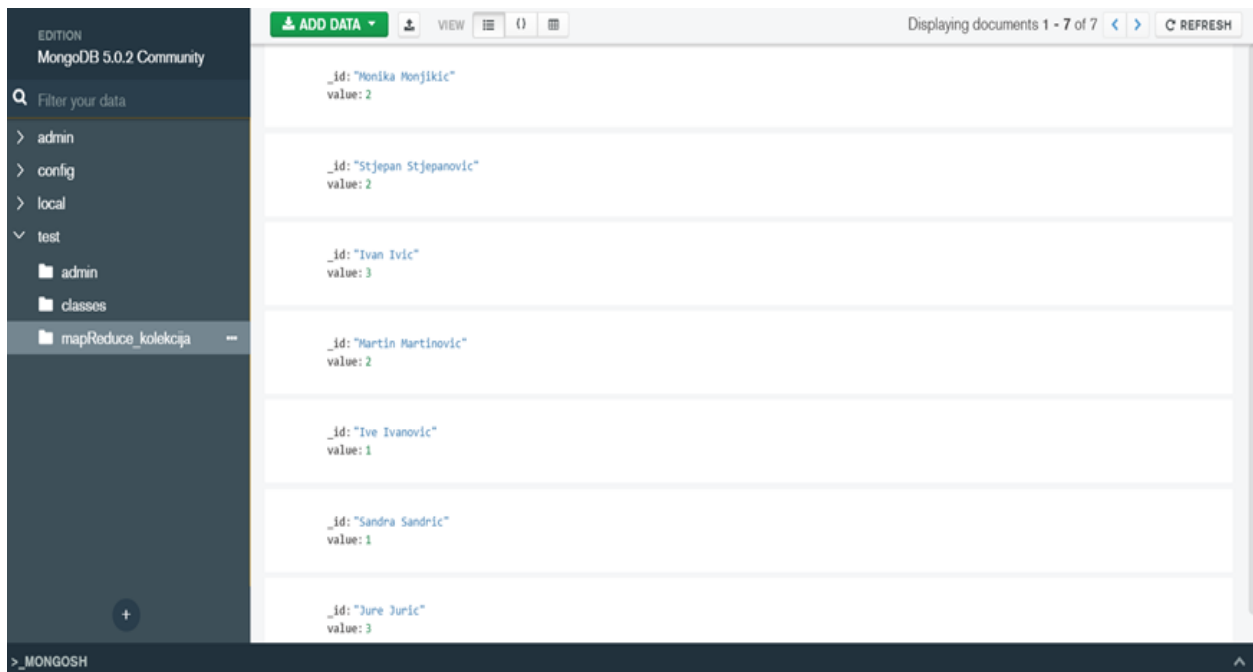 EDITION
MongoDB 5.0.2 Community
Filter your data
admin
config
local
test
admin
classes
mapReduce_kolekcija
ADD DATA VIEW {} Displaying documents 1 - 7 of 7 < > REFRESH
_id: "Monika Monjikic"
value: 2
_id: "Stjepan Stjepanovic"
value: 2
_id: "Ivan Ivic"
value: 3
_id: "Martin Martinovic"
value: 2
_id: "Ive Ivanovic"
value: 1
_id: "Sandra Sandric"
value: 1
_id: "Jure Juric"
value: 3
>_MONGOSH